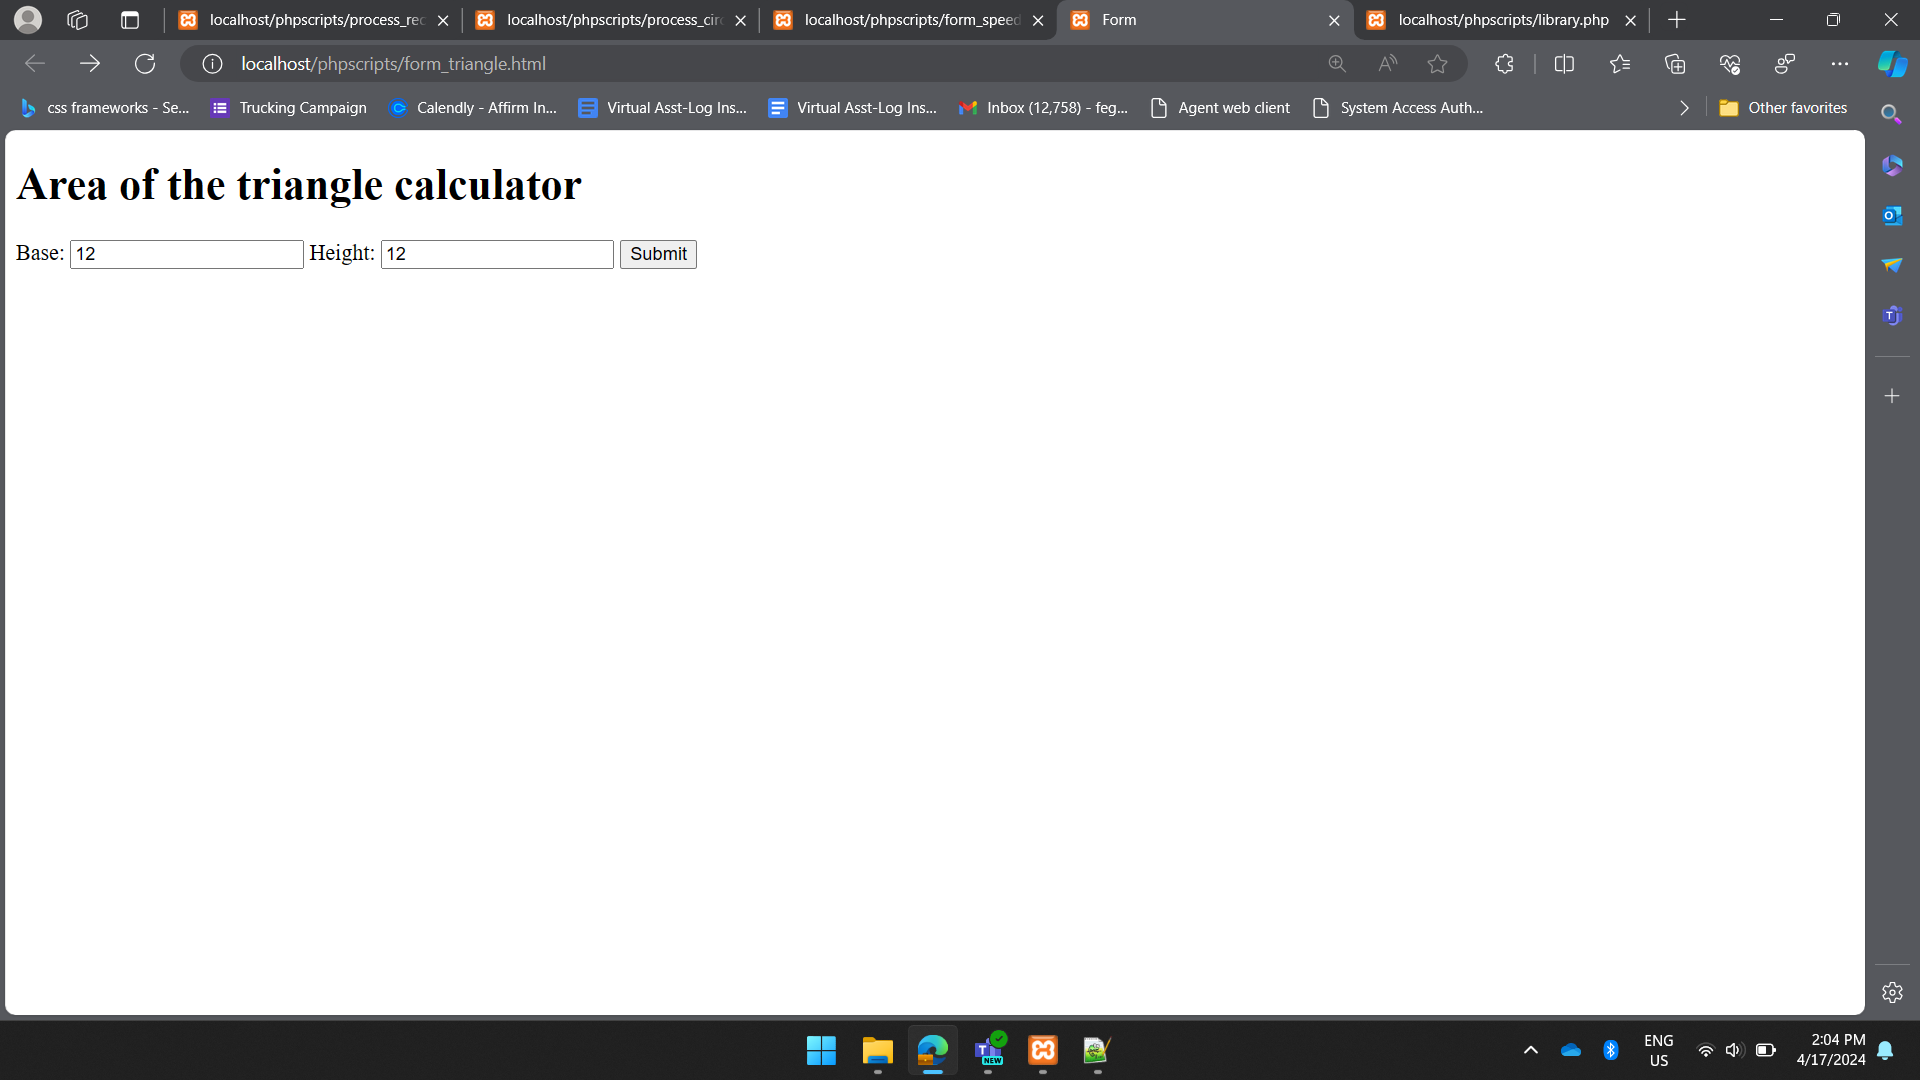 localhost/phpscripts/process_rec
localhost/phpscripts/process_circ
localhost/phpscripts/form_speed
Form
localhost/phpscripts/library.php
localhost/phpscripts/form_triangle.html
css frameworks - Se...
Trucking Campaign
Calendly - Affirm In...
Virtual Asst-Log Ins...
Virtual Asst-Log Ins...
Inbox (12,758) - feg...
Agent web client
System Access Auth...
Other favorites
Area of the triangle calculator
Base: 12 Height: 12 Submit
NEW
ENG
US
2:04 PM
4/17/2024